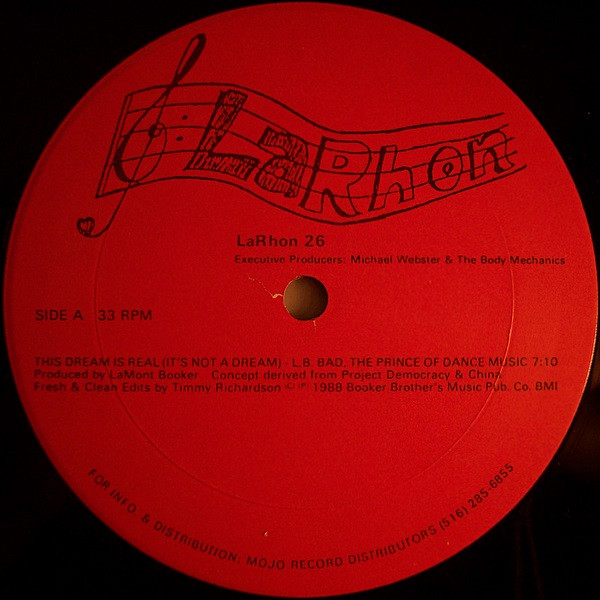 LaRhon
LaRhon 26
Executive Producers: Michael Webster & The Body Mechanics
SIDE A 33 RPM
THIS DREAM IS REAL (IT'S NOT A DREAM) - L.B. BAD, THE PRINCE OF DANCE MUSIC 7:10
Produced by LaMont Booker Concept derived from Project Democracy & China
Fresh & Clean Edits by Timmy Richardson (C) (P) 1988 Booker Brother's Music Pub. Co. BMI
FOR INFO. & DISTRIBUTION, MOJO RECORD DISTRIBUTORS (516) 285-6855